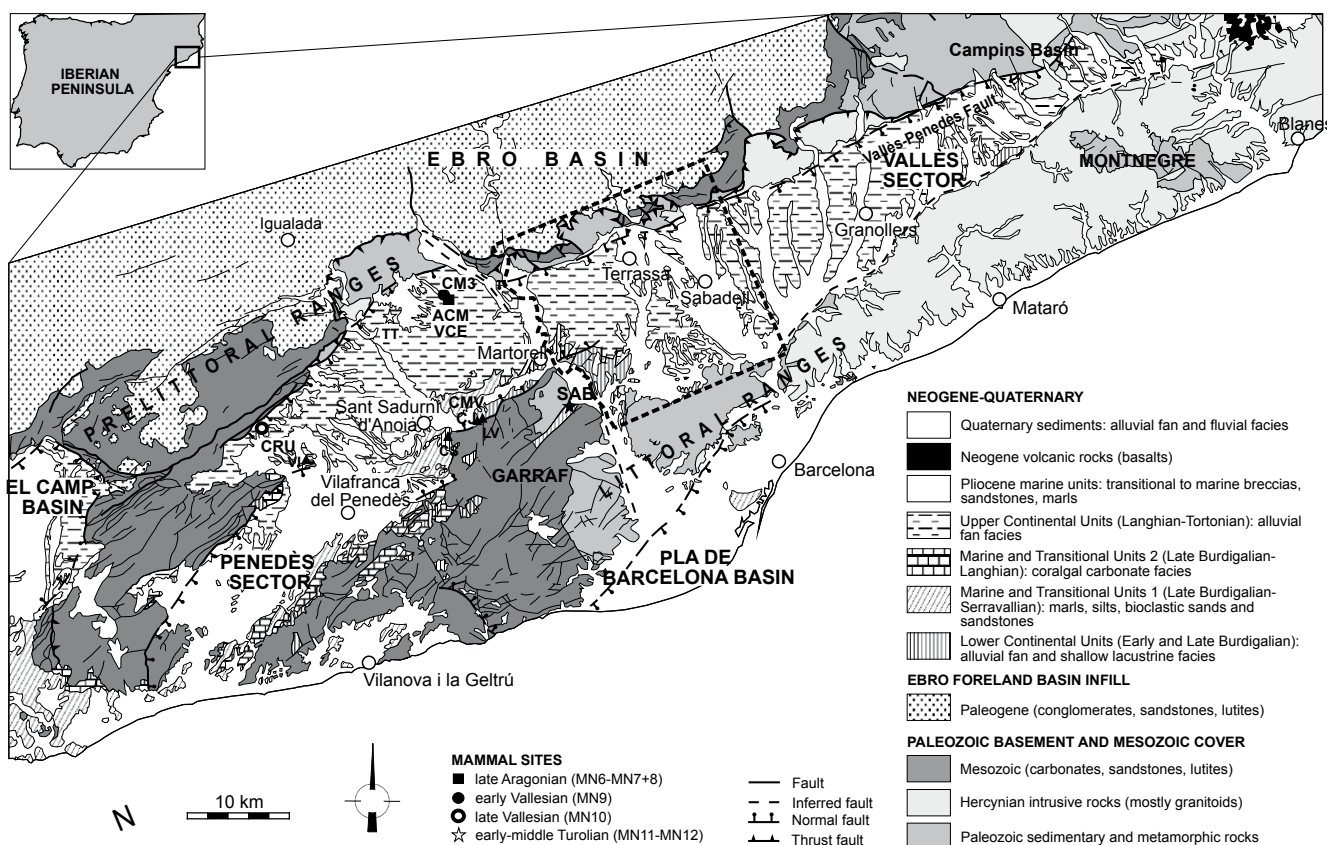 IBERIAN
PENINSULA
Campins Basin
Vallès-Penedès Fault
Blanes
EBRO BASIN
VALLÈS
SECTOR
MONTNEGRE
Igualada
Granollers
Terrassa
Sabadell
Mataró
PRELITTORAL RANGES
CM3
ACM
VCE
TT
Martorell
SAB
LITTORAL RANGES
Sant Sadurní
d'Anoia
CMV
LV
CS
CRU
VIA
GARRAF
Barcelona
EL CAMP
BASIN
Vilafranca
del Penedès
PENEDÈS
SECTOR
PLA DE
BARCELONA BASIN
Vilanova i la Geltrú
NEOGENE-QUATERNARY
Quaternary sediments: alluvial fan and fluvial facies
Neogene volcanic rocks (basalts)
Pliocene marine units: transitional to marine breccias,
sandstones, marls
Upper Continental Units (Langhian-Tortonian): alluvial
fan facies
Marine and Transitional Units 2 (Late Burdigalian-
Langhian): coralgal carbonate facies
Marine and Transitional Units 1 (Late Burdigalian-
Serravallian): marls, silts, bioclastic sands and
sandstones
Lower Continental Units (Early and Late Burdigalian):
alluvial fan and shallow lacustrine facies
EBRO FORELAND BASIN INFILL
Paleogene (conglomerates, sandstones, lutites)
PALEOZOIC BASEMENT AND MESOZOIC COVER
Mesozoic (carbonates, sandstones, lutites)
Hercynian intrusive rocks (mostly granitoids)
Paleozoic sedimentary and metamorphic rocks
N
10 km
MAMMAL SITES
late Aragonian (MN6-MN7+8)
early Vallesian (MN9)
late Vallesian (MN10)
early-middle Turolian (MN11-MN12)
Fault
Inferred fault
Normal fault
Thrust fault